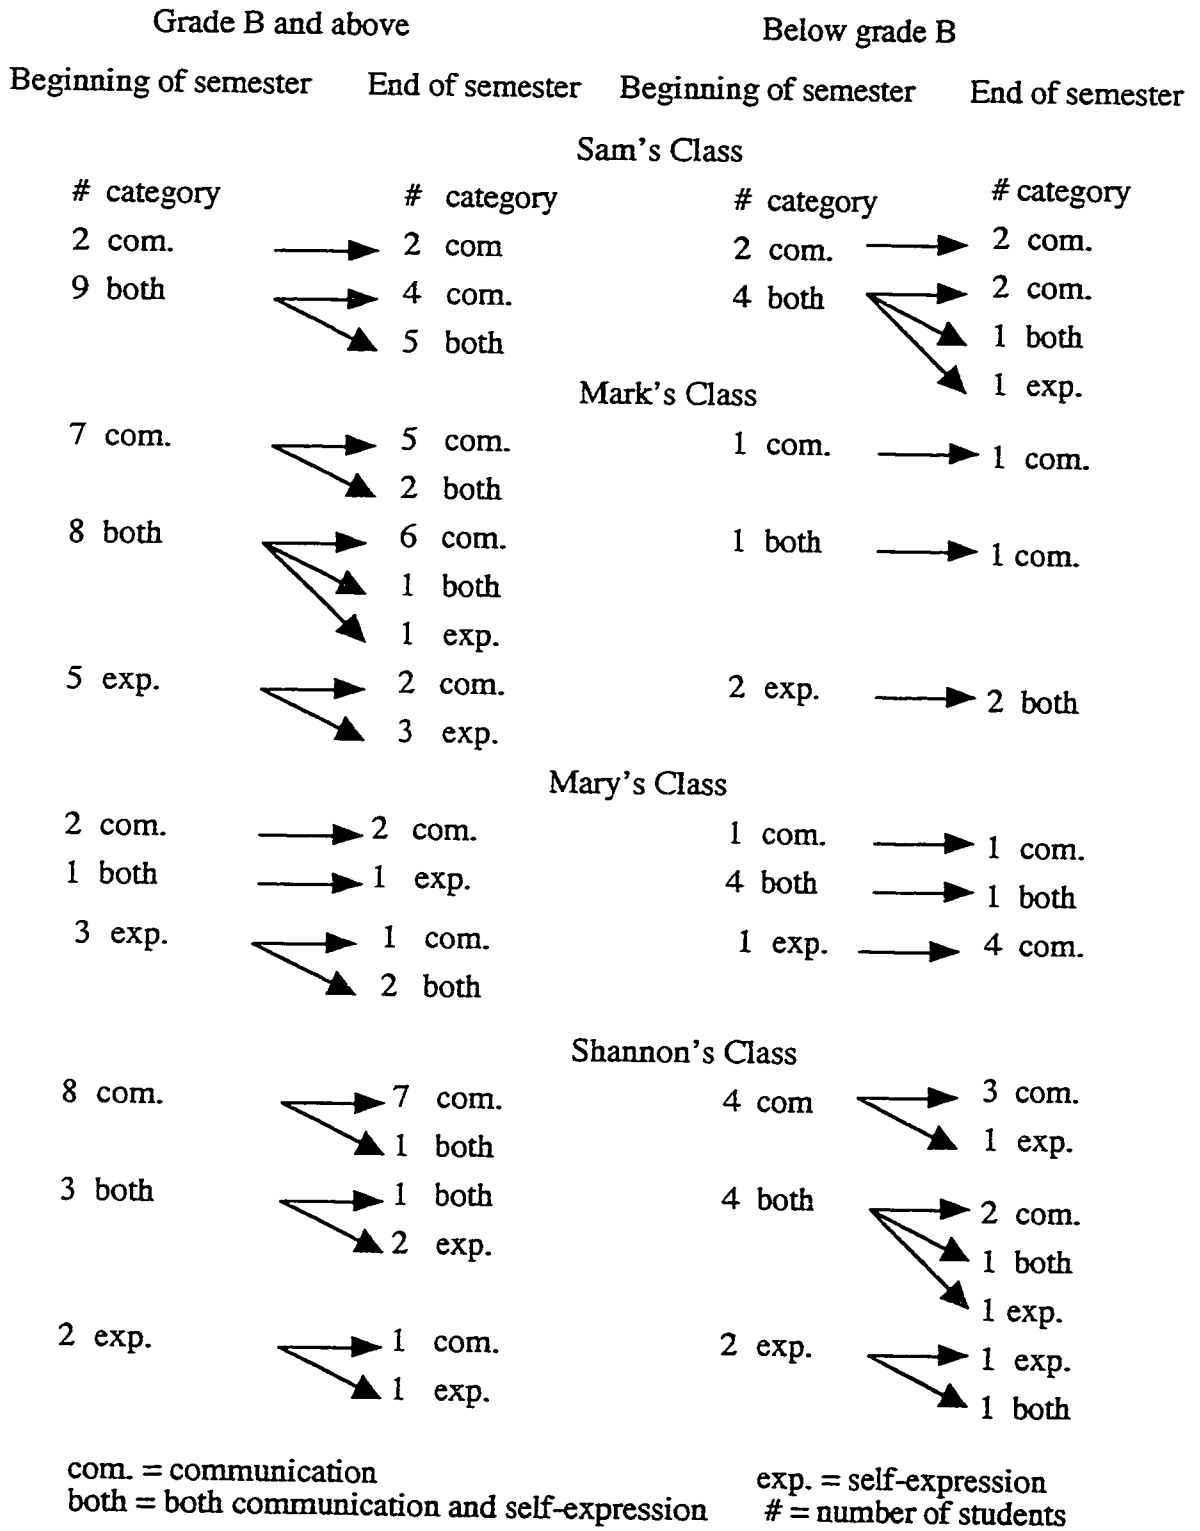 Grade B and above Below grade B
Beginning of semester End of semester Beginning of semester End of semester
Sam's Class
# category # category # category # category
2 com. 2 com 2 com. 2 com.
9 both 4 com. 4 both 2 com.
5 both 1 both
1 exp.
Mark's Class
7 com. 5 com. 1 com. 1 com.
2 both
8 both 6 com. 1 both 1 com.
1 both
1 exp.
5 exp. 2 com. 2 exp. 2 both
3 exp.
Mary's Class
2 com. 2 com. 1 com. 1 com.
1 both 1 exp. 4 both 1 both
3 exp. 1 com. 1 exp. 4 com.
2 both
Shannon's Class
8 com. 7 com. 4 com 3 com.
1 both 1 exp.
3 both 1 both 4 both 2 com.
2 exp. 1 both
1 exp.
2 exp. 1 com. 2 exp. 1 exp.
1 exp. 1 both
com. = communication exp. = self-expression
both = both communication and self-expression # = number of students